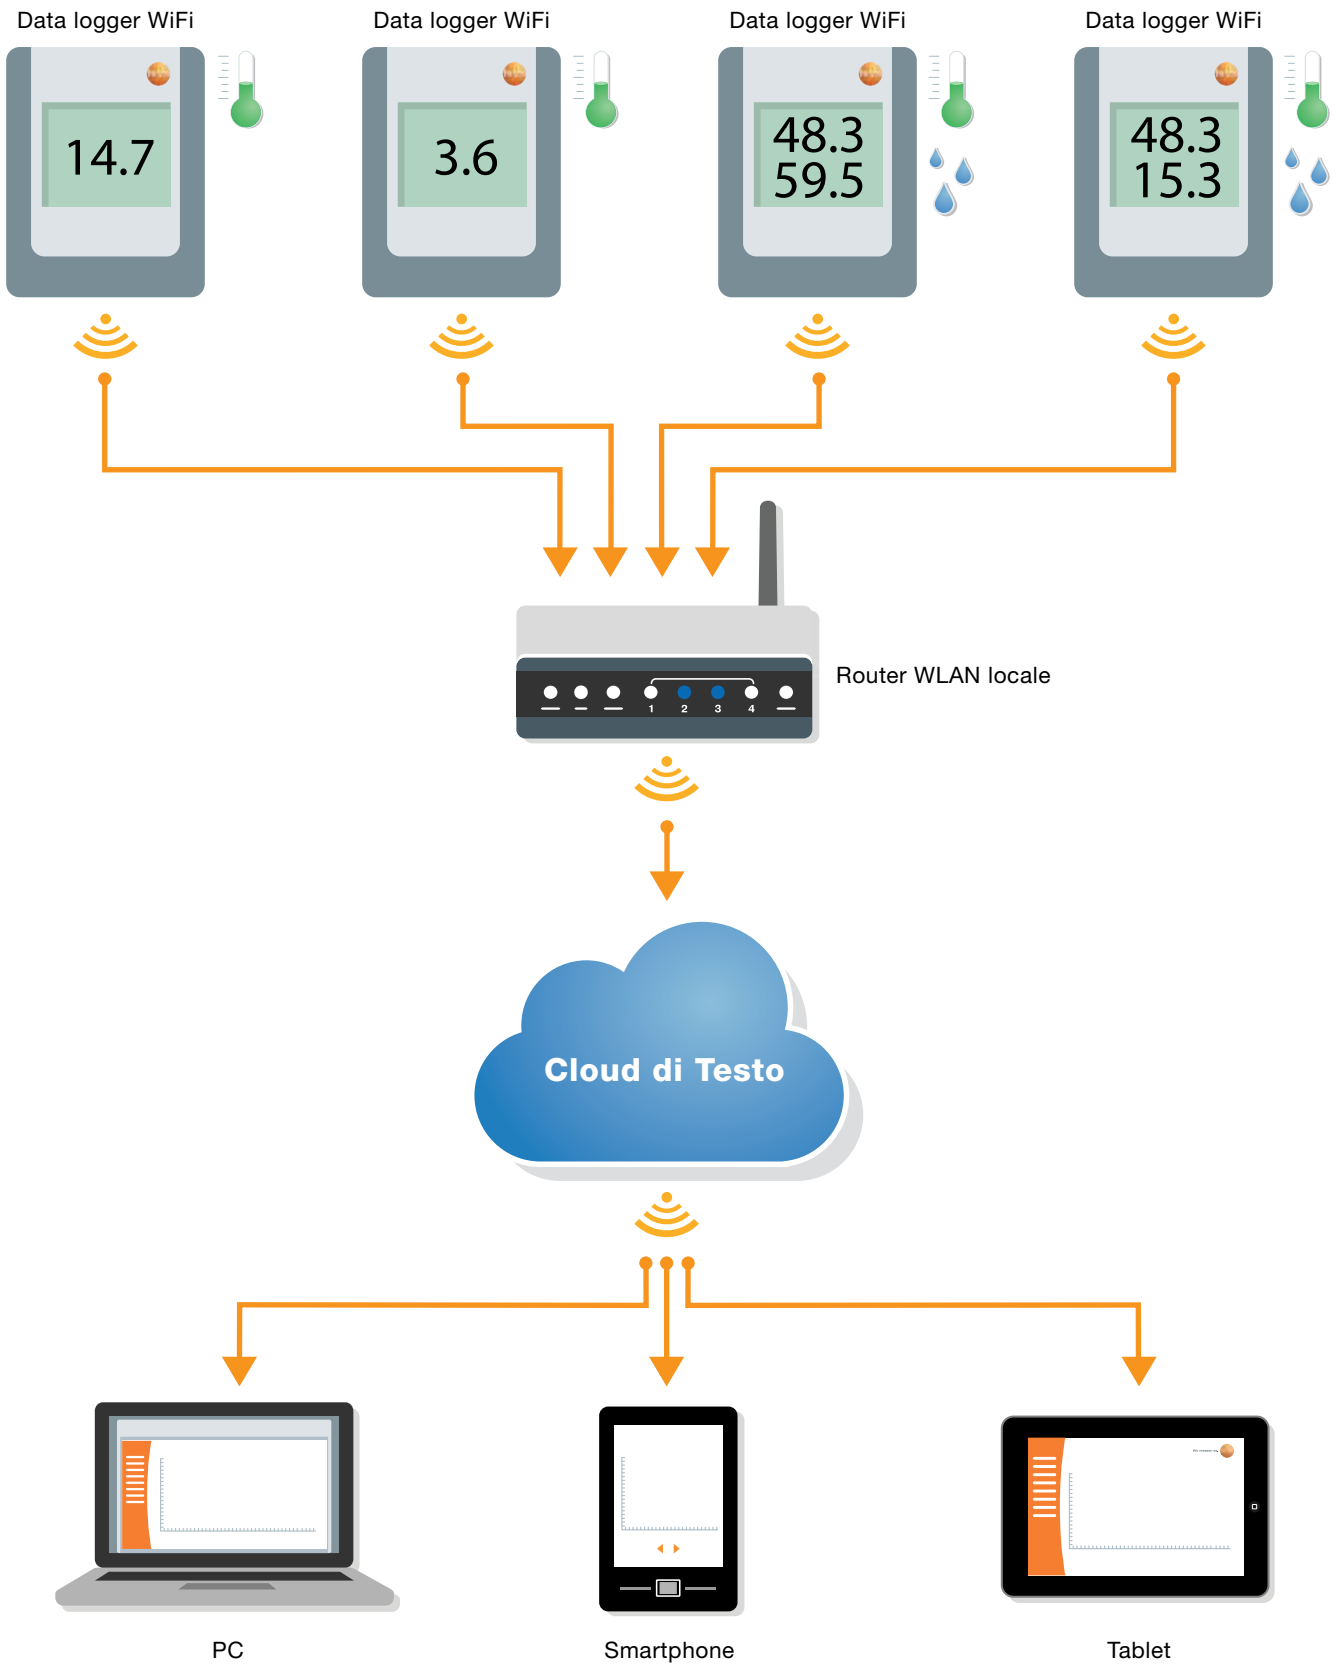 Data logger WiFi
Data logger WiFi
Data logger WiFi
Data logger WiFi
14.7
3.6
48.3
59.5
48.3
15.3
Router WLAN locale
1 2 3 4
Cloud di Testo
PC
Smartphone
Tablet